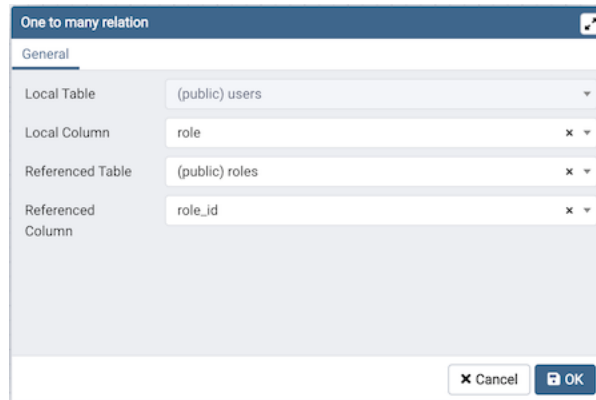 One to many relation
General
Local Table (public) users
Local Column role
Referenced Table (public) roles
Referenced role_id
Column
Cancel OK